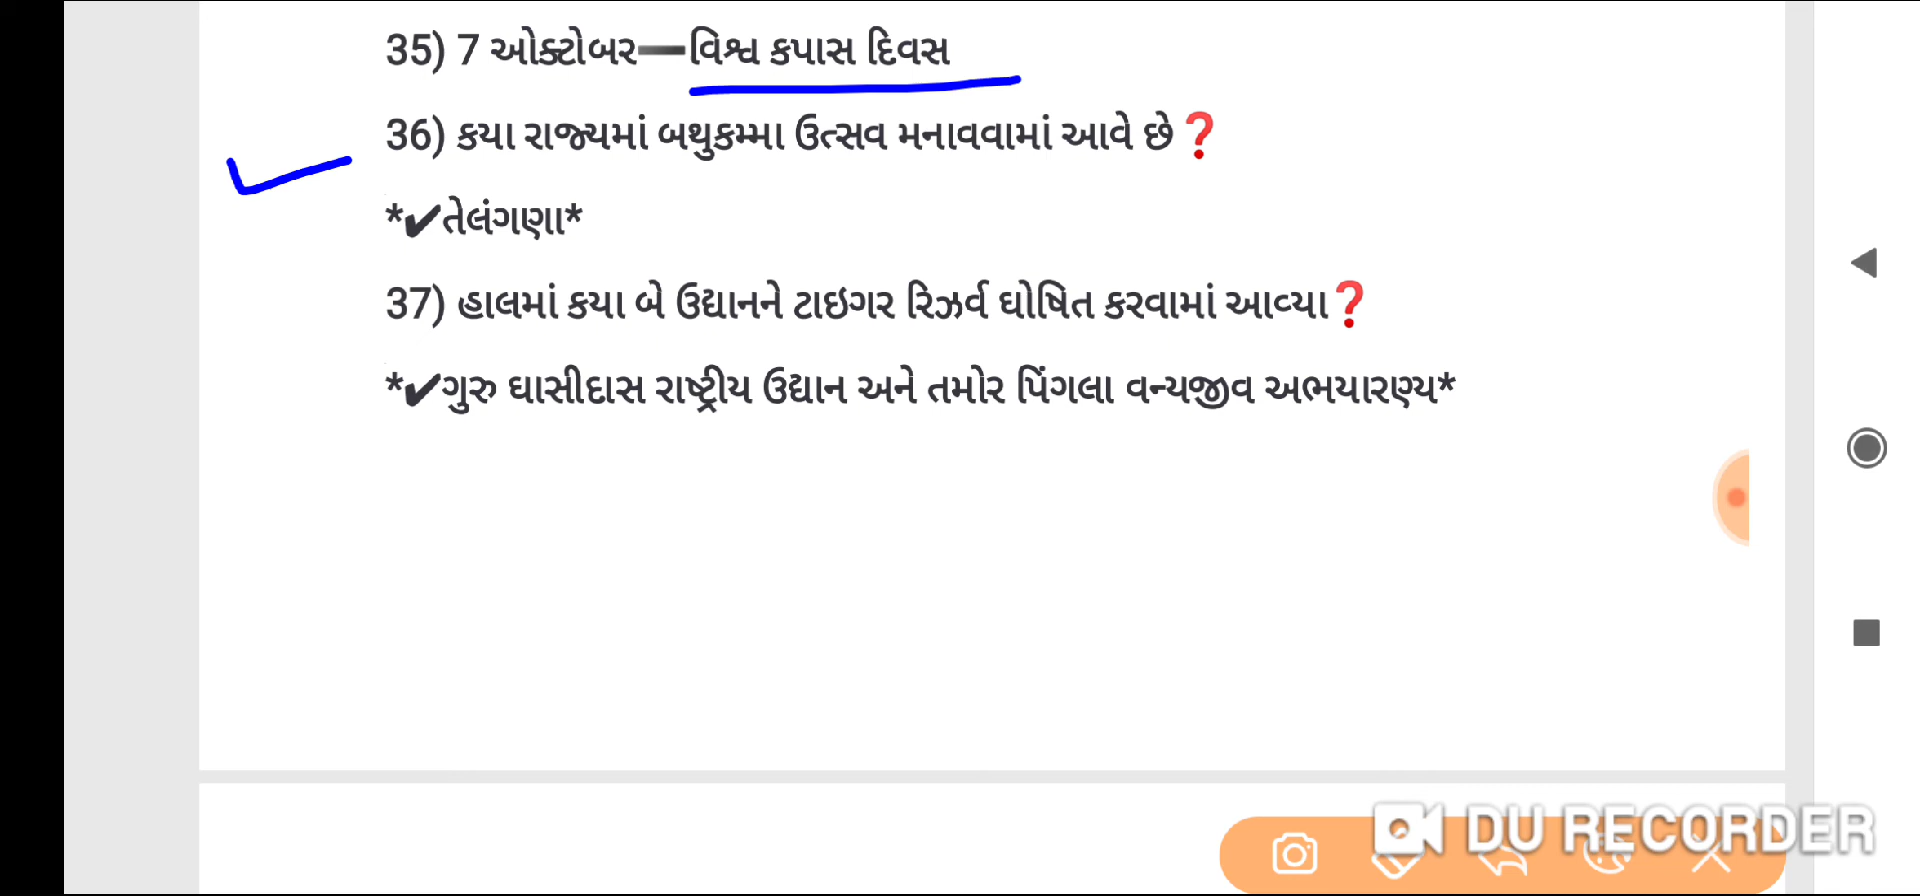 35) 7 ઓક્ટોબર➖વિશ્વ કપાસ દિવસ
36) કયા રાજ્યમાં બથુકમ્મા ઉત્સવ મનાવવામાં આવે છે❓
*✔તેલંગણા*
37) હાલમાં કયા બે ઉદ્યાનને ટાઇગર રિઝર્વ ઘોષિત કરવામાં આવ્યા❓
*✔ગુરુ ઘાસીદાસ રાષ્ટ્રીય ઉદ્યાન અને તમોર પિંગલા વન્યજીવ અભયારણ્ય*
DU RECORDER